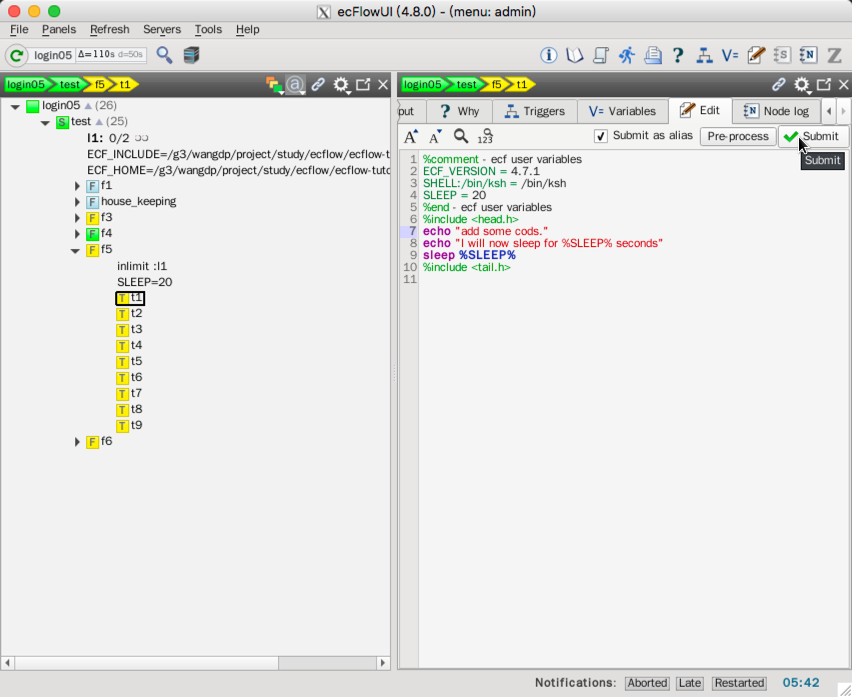 ecFlowUI (4.8.0) - (menu: admin)
File Panels Refresh Servers Tools Help
login05 Δ=110s d=50s
login05 test f5 t1
login05 (26)
S test (25)
l1: 0/2
ECF_INCLUDE=/g3/wangdp/project/study/ecflow/ecflow-t
ECF_HOME=/g3/wangdp/project/study/ecflow/ecflow-tuto
F f1
F house_keeping
F f3
F f4
F f5
inlimit :l1
SLEEP=20
T t1
T t2
T t3
T t4
T t5
T t6
T t7
T t8
T t9
F f6
login05 test f5 t1
put ? Why Triggers V= Variables Edit Node log
A A 123 Submit as alias Pre-process Submit
Submit
1 %comment - ecf user variables
2 ECF_VERSION = 4.7.1
3 SHELL:/bin/ksh = /bin/ksh
4 SLEEP = 20
5 %end - ecf user variables
6 %include <head.h>
7 echo "add some cods."
8 echo "I will now sleep for %SLEEP% seconds"
9 sleep %SLEEP%
10 %include <tail.h>
11
Notifications: Aborted Late Restarted 05:42